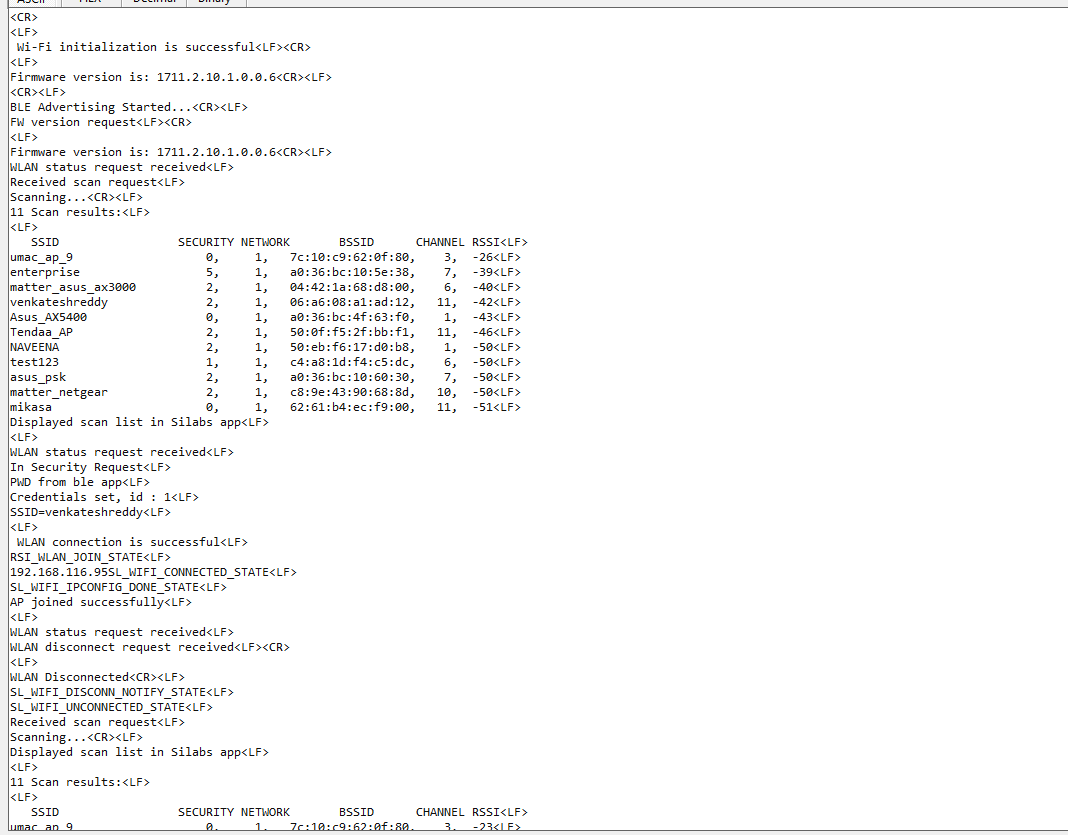 ASCII HEX Decimal Binary
<CR>
<LF>
 Wi-Fi initialization is successful<LF><CR>
<LF>
Firmware version is: 1711.2.10.1.0.0.6<CR><LF>
<CR><LF>
BLE Advertising Started...<CR><LF>
FW version request<LF><CR>
<LF>
Firmware version is: 1711.2.10.1.0.0.6<CR><LF>
WLAN status request received<LF>
Received scan request<LF>
Scanning...<CR><LF>
11 Scan results:<LF>
<LF>
   SSID                 SECURITY NETWORK       BSSID      CHANNEL RSSI<LF>
umac_ap_9                   0,     1,   7c:10:c9:62:0f:80,    3,  -26<LF>
enterprise                  5,     1,   a0:36:bc:10:5e:38,    7,  -39<LF>
matter_asus_ax3000          2,     1,   04:42:1a:68:d8:00,    6,  -40<LF>
venkateshreddy              2,     1,   06:a6:08:a1:ad:12,   11,  -42<LF>
Asus_AX5400                 0,     1,   a0:36:bc:4f:63:f0,    1,  -43<LF>
Tendaa_AP                   2,     1,   50:0f:f5:2f:bb:f1,   11,  -46<LF>
NAVEENA                     2,     1,   50:eb:f6:17:d0:b8,    1,  -50<LF>
test123                     1,     1,   c4:a8:1d:f4:c5:dc,    6,  -50<LF>
asus_psk                    2,     1,   a0:36:bc:10:60:30,    7,  -50<LF>
matter_netgear              2,     1,   c8:9e:43:90:68:8d,   10,  -50<LF>
mikasa                      0,     1,   62:61:b4:ec:f9:00,   11,  -51<LF>
Displayed scan list in Silabs app<LF>
<LF>
WLAN status request received<LF>
In Security Request<LF>
PWD from ble app<LF>
Credentials set, id : 1<LF>
SSID=venkateshreddy<LF>
<LF>
 WLAN connection is successful<LF>
RSI_WLAN_JOIN_STATE<LF>
192.168.116.95SL_WIFI_CONNECTED_STATE<LF>
SL_WIFI_IPCONFIG_DONE_STATE<LF>
AP joined successfully<LF>
<LF>
WLAN status request received<LF>
WLAN disconnect request received<LF><CR>
<LF>
WLAN Disconnected<CR><LF>
SL_WIFI_DISCONN_NOTIFY_STATE<LF>
SL_WIFI_UNCONNECTED_STATE<LF>
Received scan request<LF>
Scanning...<CR><LF>
Displayed scan list in Silabs app<LF>
<LF>
11 Scan results:<LF>
<LF>
   SSID                 SECURITY NETWORK       BSSID      CHANNEL RSSI<LF>
umac_ap_9                   0,     1,   7c:10:c9:62:0f:80,    3,  -23<LF>